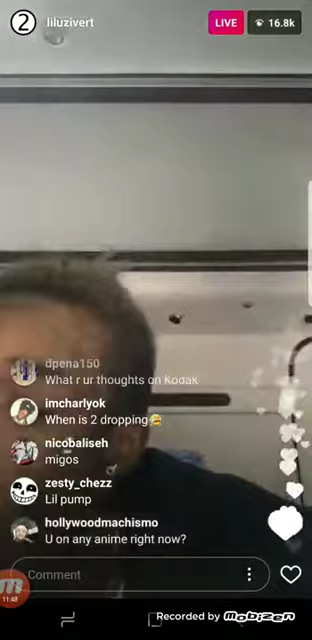 2
liluzivert
LIVE
16.8k
dpena150
What r ur thoughts on Kodak
imcharlyok
When is 2 dropping😂
nicobaliseh
migos
zesty_chezz
Lil pump
hollywoodmachismo
U on any anime right now?
Comment
m
11:48
Recorded by mobizen